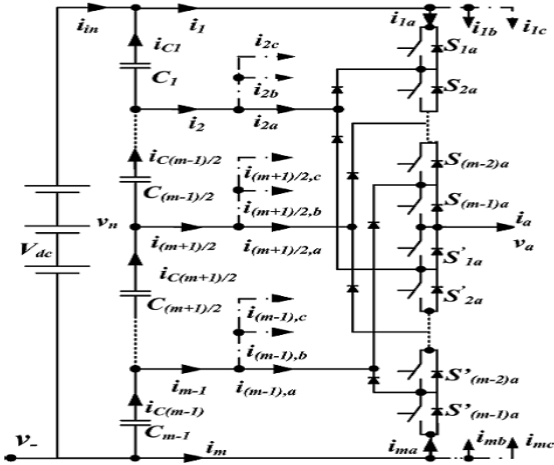 i_in i_C1 i_1 i_1a i_1b i_1c
C_1 i_2c S_1a
i_2b S_2a
i_2 i_2a
i_C(m-1)/2 i_(m+1)/2,c S_(m-2)a
C_(m-1)/2 i_(m+1)/2,b S_(m-1)a
v_n i_(m+1)/2 i_(m+1)/2,a i_a
V_dc v_a
i_C(m+1)/2 S'_1a
C_(m+1)/2 i_(m-1),c S'_2a
i_(m-1),b
i_m-1 i_(m-1),a S'_(m-2)a
i_C(m-1) S'_(m-1)a
C_m-1
v_- i_m i_ma i_mb i_mc